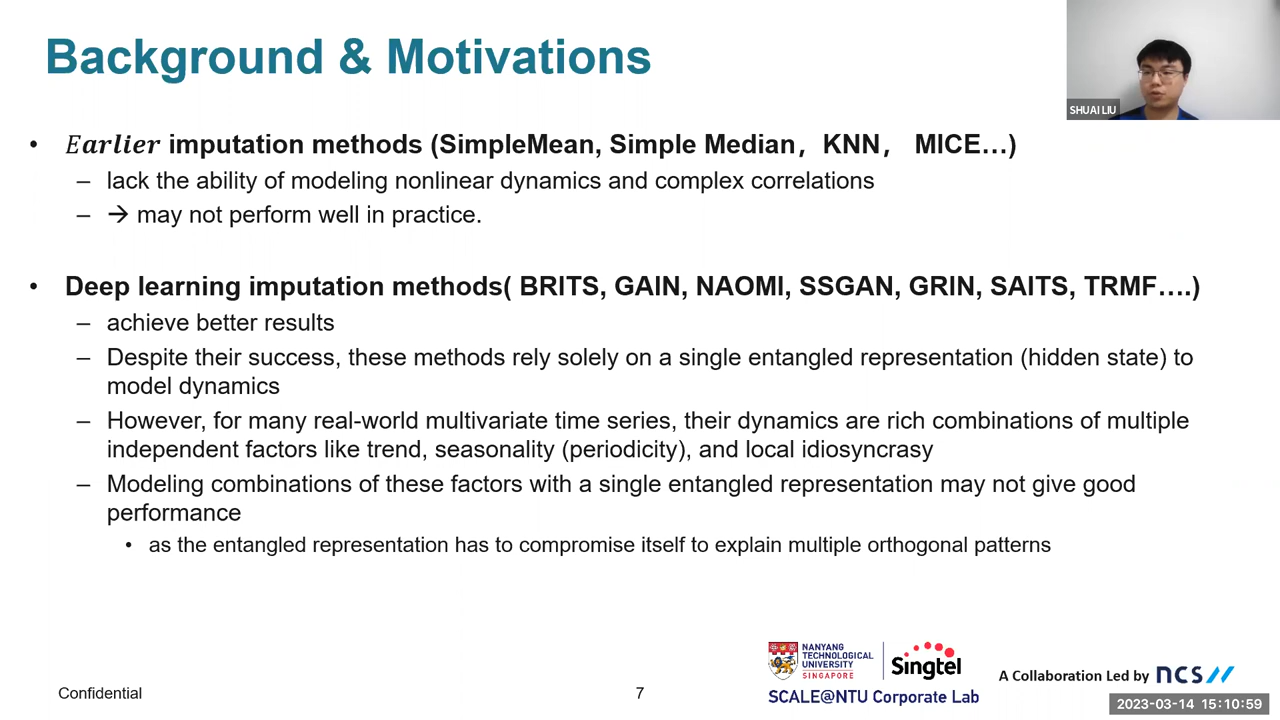 Background & Motivations
SHUAI LIU
• Earlier imputation methods (SimpleMean, Simple Median, KNN, MICE…)
– lack the ability of modeling nonlinear dynamics and complex correlations
– → may not perform well in practice.
• Deep learning imputation methods( BRITS, GAIN, NAOMI, SSGAN, GRIN, SAITS, TRMF….)
– achieve better results
– Despite their success, these methods rely solely on a single entangled representation (hidden state) to
model dynamics
– However, for many real-world multivariate time series, their dynamics are rich combinations of multiple
independent factors like trend, seasonality (periodicity), and local idiosyncrasy
– Modeling combinations of these factors with a single entangled representation may not give good
performance
• as the entangled representation has to compromise itself to explain multiple orthogonal patterns
NANYANG
TECHNOLOGICAL
UNIVERSITY
SINGAPORE
Singtel
SCALE@NTU Corporate Lab
A Collaboration Led by ncs//
Confidential
7
2023-03-14 15:10:59